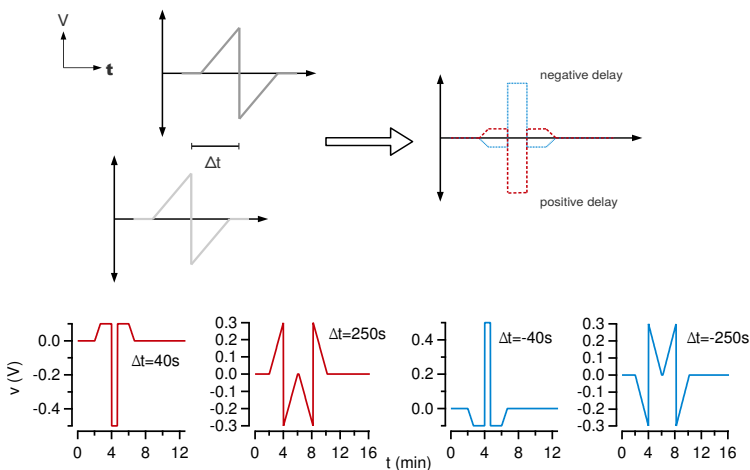 V
t
Δt
negative delay
positive delay
v (V)
0.0
-0.2
-0.4
Δt=40s
0 4 8 12
0.3
0.2
0.1
0.0
-0.1
-0.2
-0.3
Δt=250s
0 4 8 12 16
0.4
0.2
0.0
Δt=-40s
0 4 8 12
0.3
0.2
0.1
0.0
-0.1
-0.2
-0.3
Δt=-250s
0 4 8 12 16
t (min)